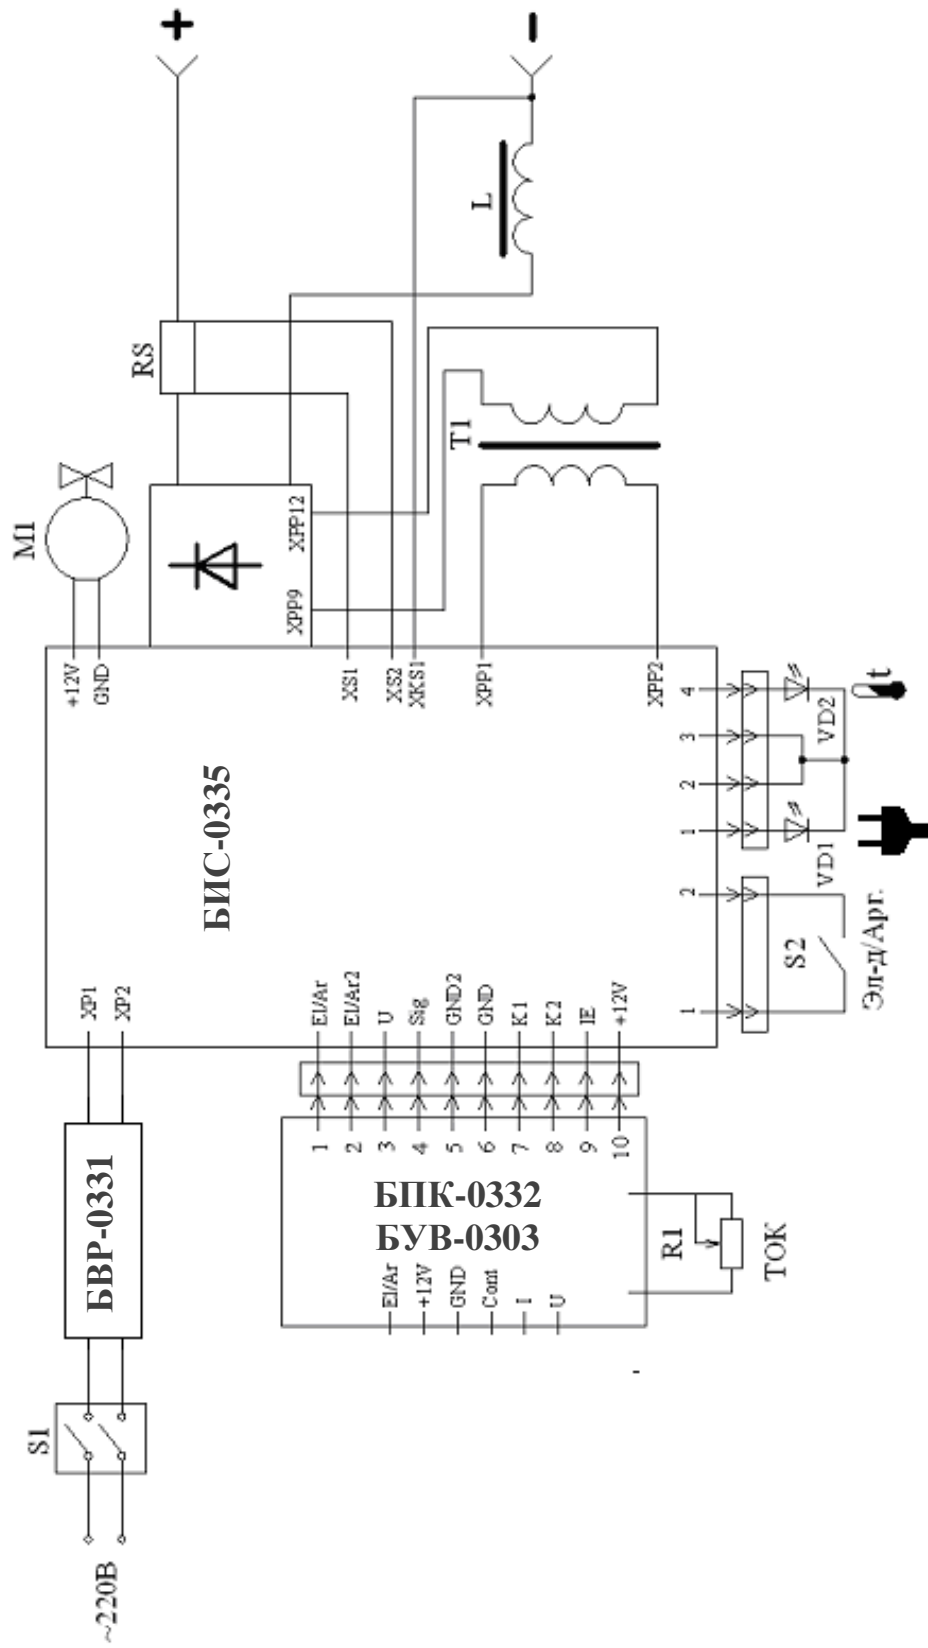 ~220В
S1
БВР-0331
XP1
XP2
БИС-0335
+12V
GND
M1
RS
+
XPP9
XPP12
XS1
XS2
XKS1
XPP1
XPP2
T1
L
-
El/Ar
El/Ar2
U
Sig
GND2
GND
K1
K2
IE
+12V
1
2
3
4
5
6
7
8
9
10
БПК-0332
БУВ-0303
El/Ar
+12V
GND
Cont
I
U
R1
ТОК
1
2
S2
Эл-д/Арг.
1
2
3
4
VD1
VD2
t
-